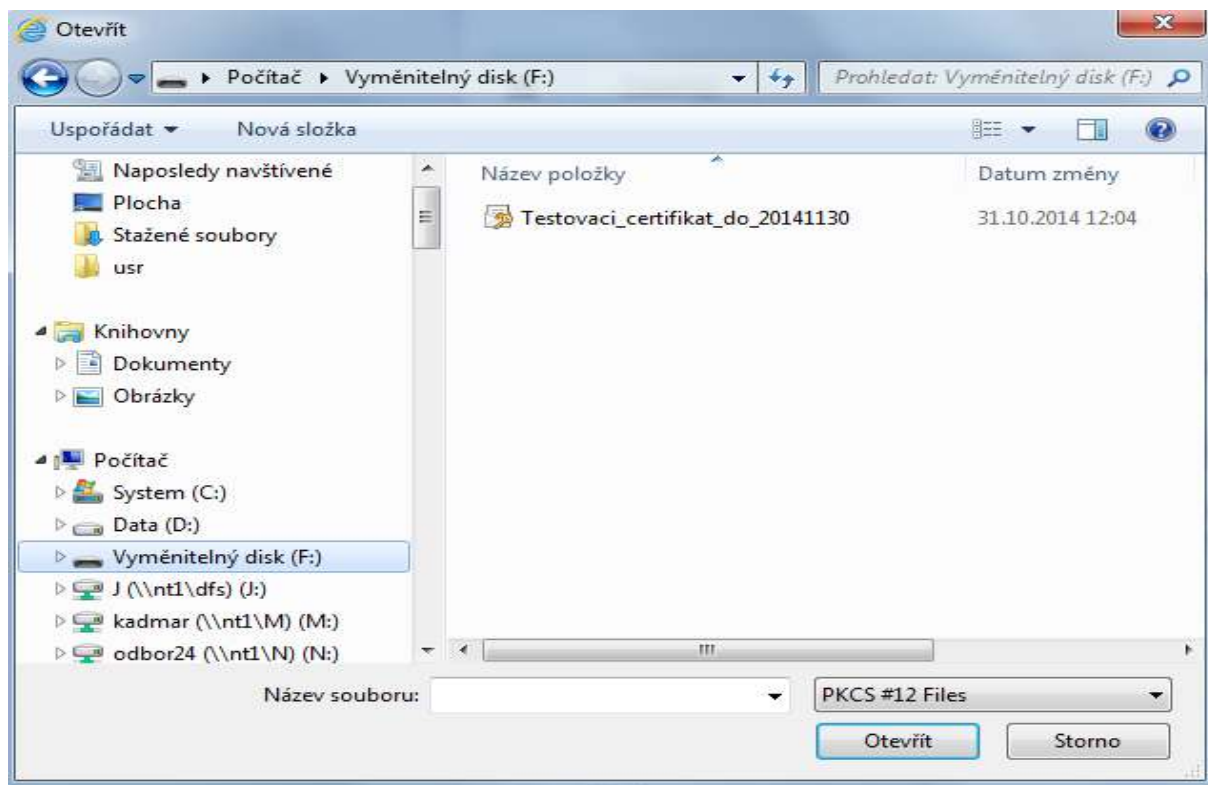 Otevřít
Počítač Vyměnitelný disk (F:)
Prohledat: Vyměnitelný disk (F:)
Uspořádat Nová složka
Naposledy navštívené
Plocha
Stažené soubory
usr
Knihovny
Dokumenty
Obrázky
Počítač
System (C:)
Data (D:)
Vyměnitelný disk (F:)
J (\\nt1\dfs) (J:)
kadmar (\\nt1\M) (M:)
odbor24 (\\nt1\N) (N:)
Název položky Datum změny
Testovaci_certifikat_do_20141130 31.10.2014 12:04
Název souboru: PKCS #12 Files
Otevřít Storno